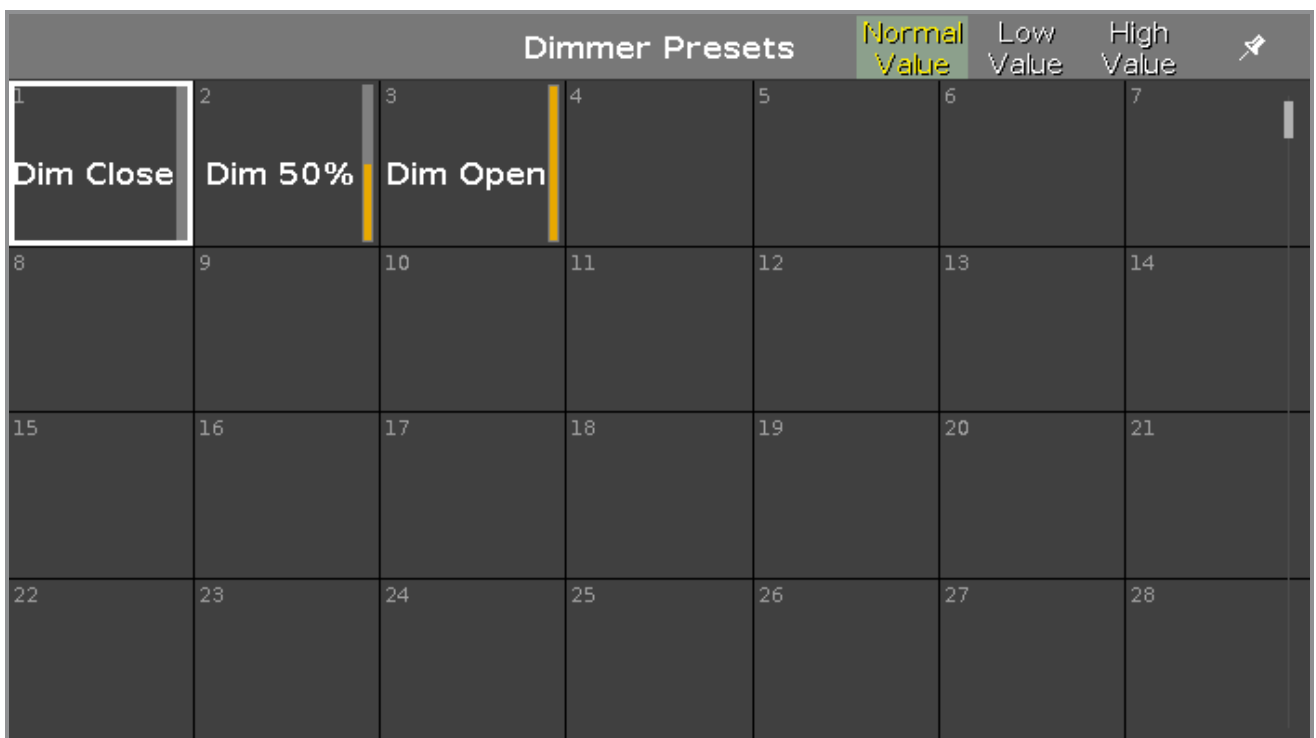 Dimmer Presets
Normal Value
Low Value
High Value
1 2 3 4 5 6 7
Dim Close Dim 50% Dim Open
8 9 10 11 12 13 14
15 16 17 18 19 20 21
22 23 24 25 26 27 28